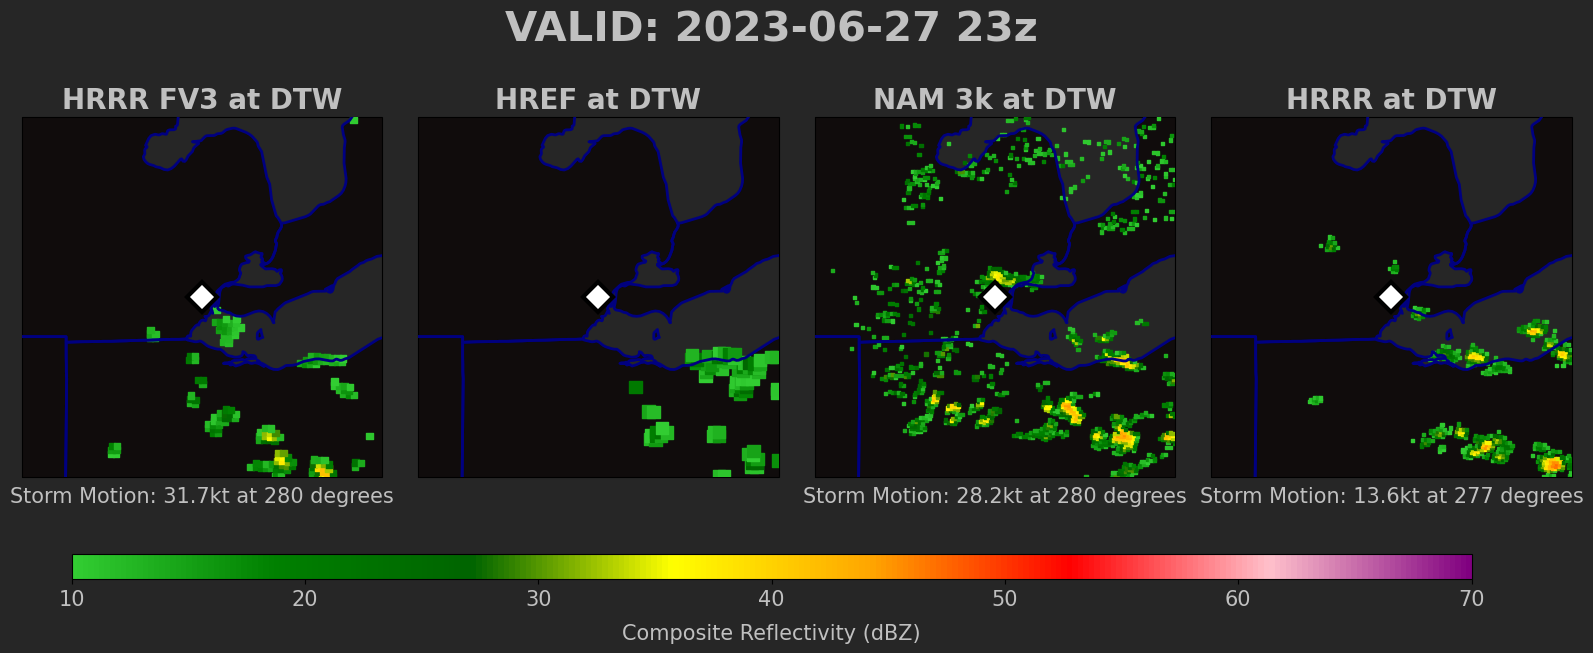 VALID: 2023-06-27 23z
HRRR FV3 at DTW
HREF at DTW
NAM 3k at DTW
HRRR at DTW
Storm Motion: 31.7kt at 280 degrees
Storm Motion: 28.2kt at 280 degrees
Storm Motion: 13.6kt at 277 degrees
10 20 30 40 50 60 70
Composite Reflectivity (dBZ)